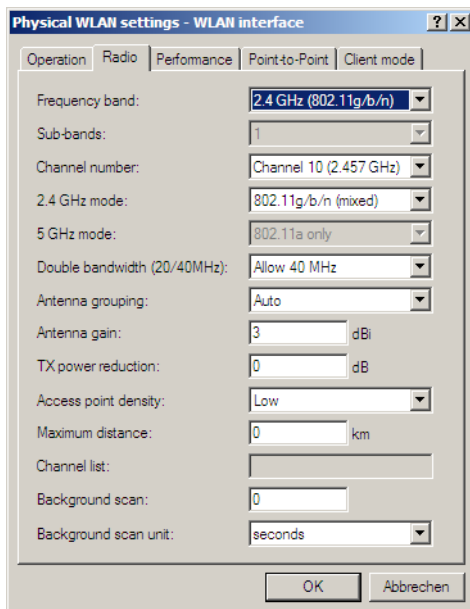 Physical WLAN settings - WLAN interface
Operation Radio Performance Point-to-Point Client mode
Frequency band: 2.4 GHz (802.11g/b/n)
Sub-bands: 1
Channel number: Channel 10 (2.457 GHz)
2.4 GHz mode: 802.11g/b/n (mixed)
5 GHz mode: 802.11a only
Double bandwidth (20/40MHz): Allow 40 MHz
Antenna grouping: Auto
Antenna gain: 3 dBi
TX power reduction: 0 dB
Access point density: Low
Maximum distance: 0 km
Channel list:
Background scan: 0
Background scan unit: seconds
OK Abbrechen